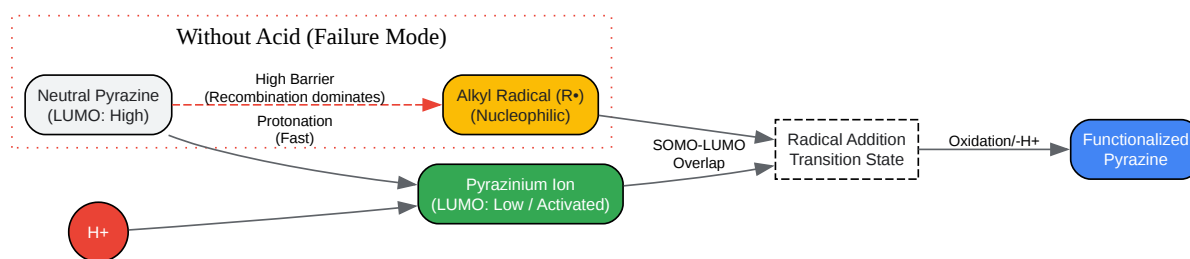 Without Acid (Failure Mode)
Neutral Pyrazine
(LUMO: High)
High Barrier
(Recombination dominates)
Alkyl Radical (R•)
(Nucleophilic)
Protonation
(Fast)
SOMO-LUMO
Overlap
Radical Addition
Transition State
Oxidation/-H+
Functionalized
Pyrazine
Pyrazinium Ion
(LUMO: Low / Activated)
H+